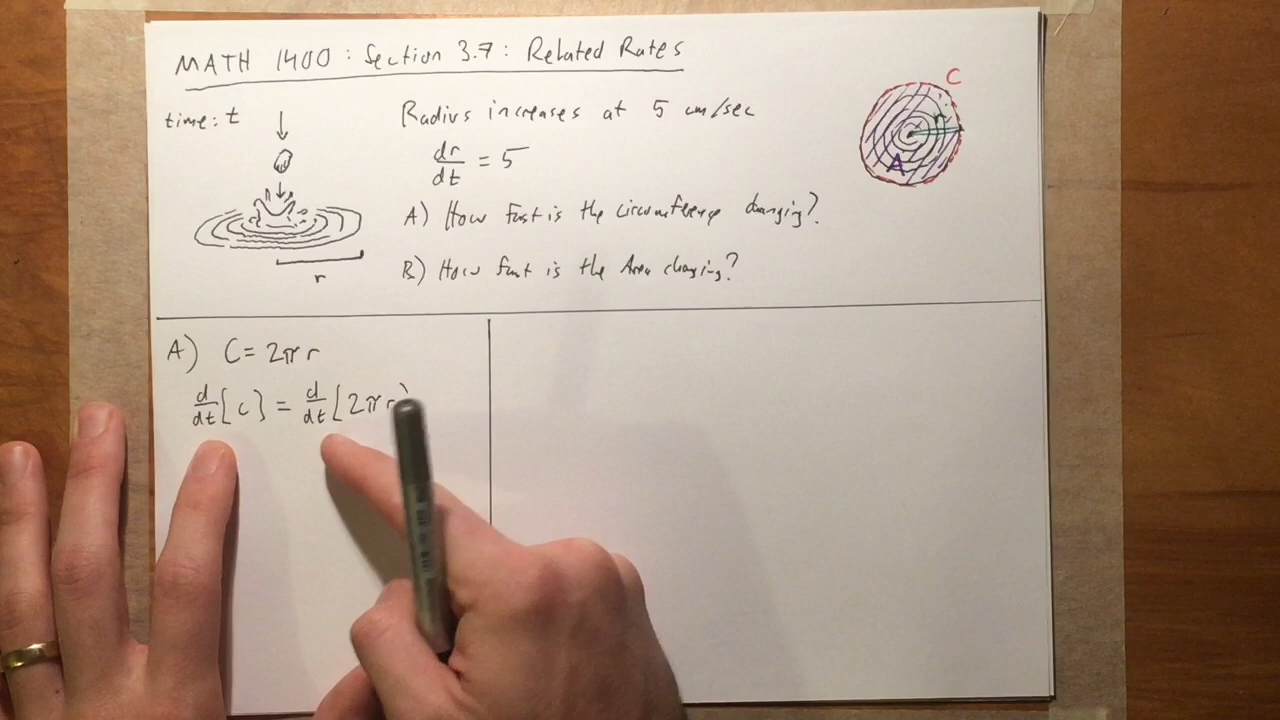 MATH 1400 : Section 3.7 : Related Rates
time: t
Radius increases at 5 cm/sec
dr/dt = 5
C
r
A
A) How fast is the circumference changing?
B) How fast is the Area changing?
r
A) C = 2πr
d/dt [C] = d/dt [2πr]